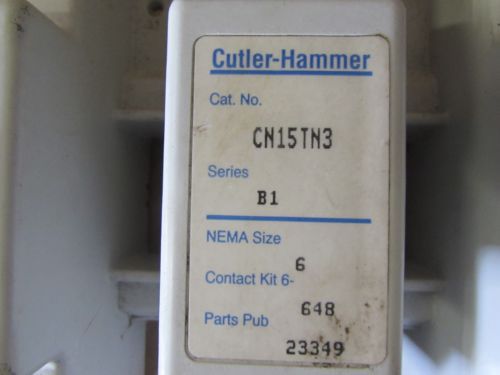 Cutler-Hammer
Cat. No.
CN15TN3
Series
B1
NEMA Size
6
Contact Kit 6-
648
Parts Pub
23349